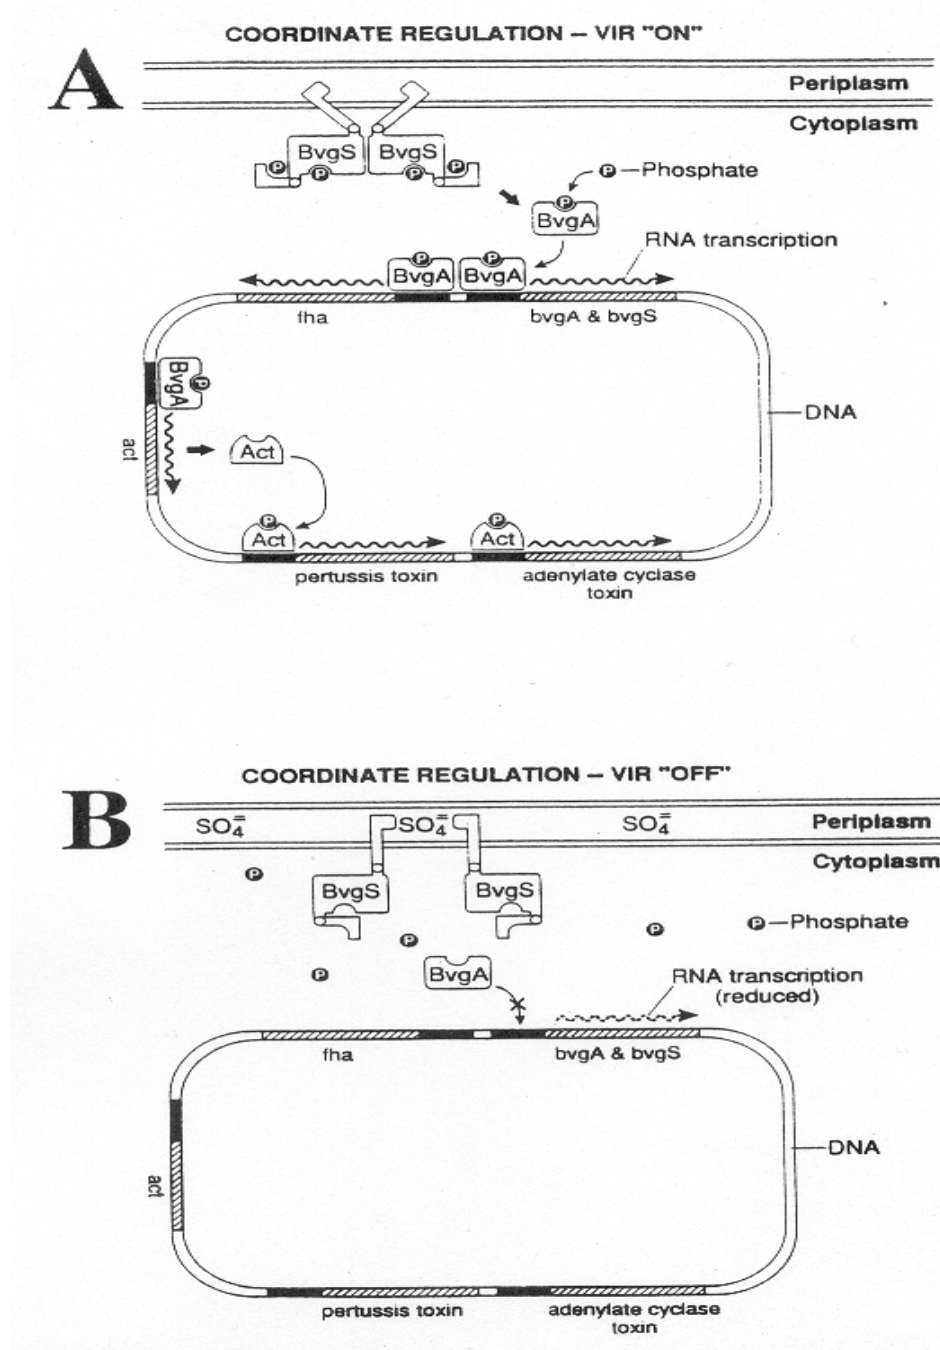 COORDINATE REGULATION – VIR "ON"
A
Periplasm
Cytoplasm
BvgS
BvgS
P
P
P
P
P—Phosphate
P
BvgA
RNA transcription
P
P
BvgA
BvgA
fha
bvgA & bvgS
BvgA
P
DNA
act
Act
P
P
Act
Act
pertussis toxin
adenylate cyclase
toxin
COORDINATE REGULATION – VIR "OFF"
B
SO₄⁼
SO₄⁼
SO₄⁼
Periplasm
Cytoplasm
P
BvgS
BvgS
P—Phosphate
P
P
P
BvgA
RNA transcription
(reduced)
fha
bvgA & bvgS
DNA
act
pertussis toxin
adenylate cyclase
toxin